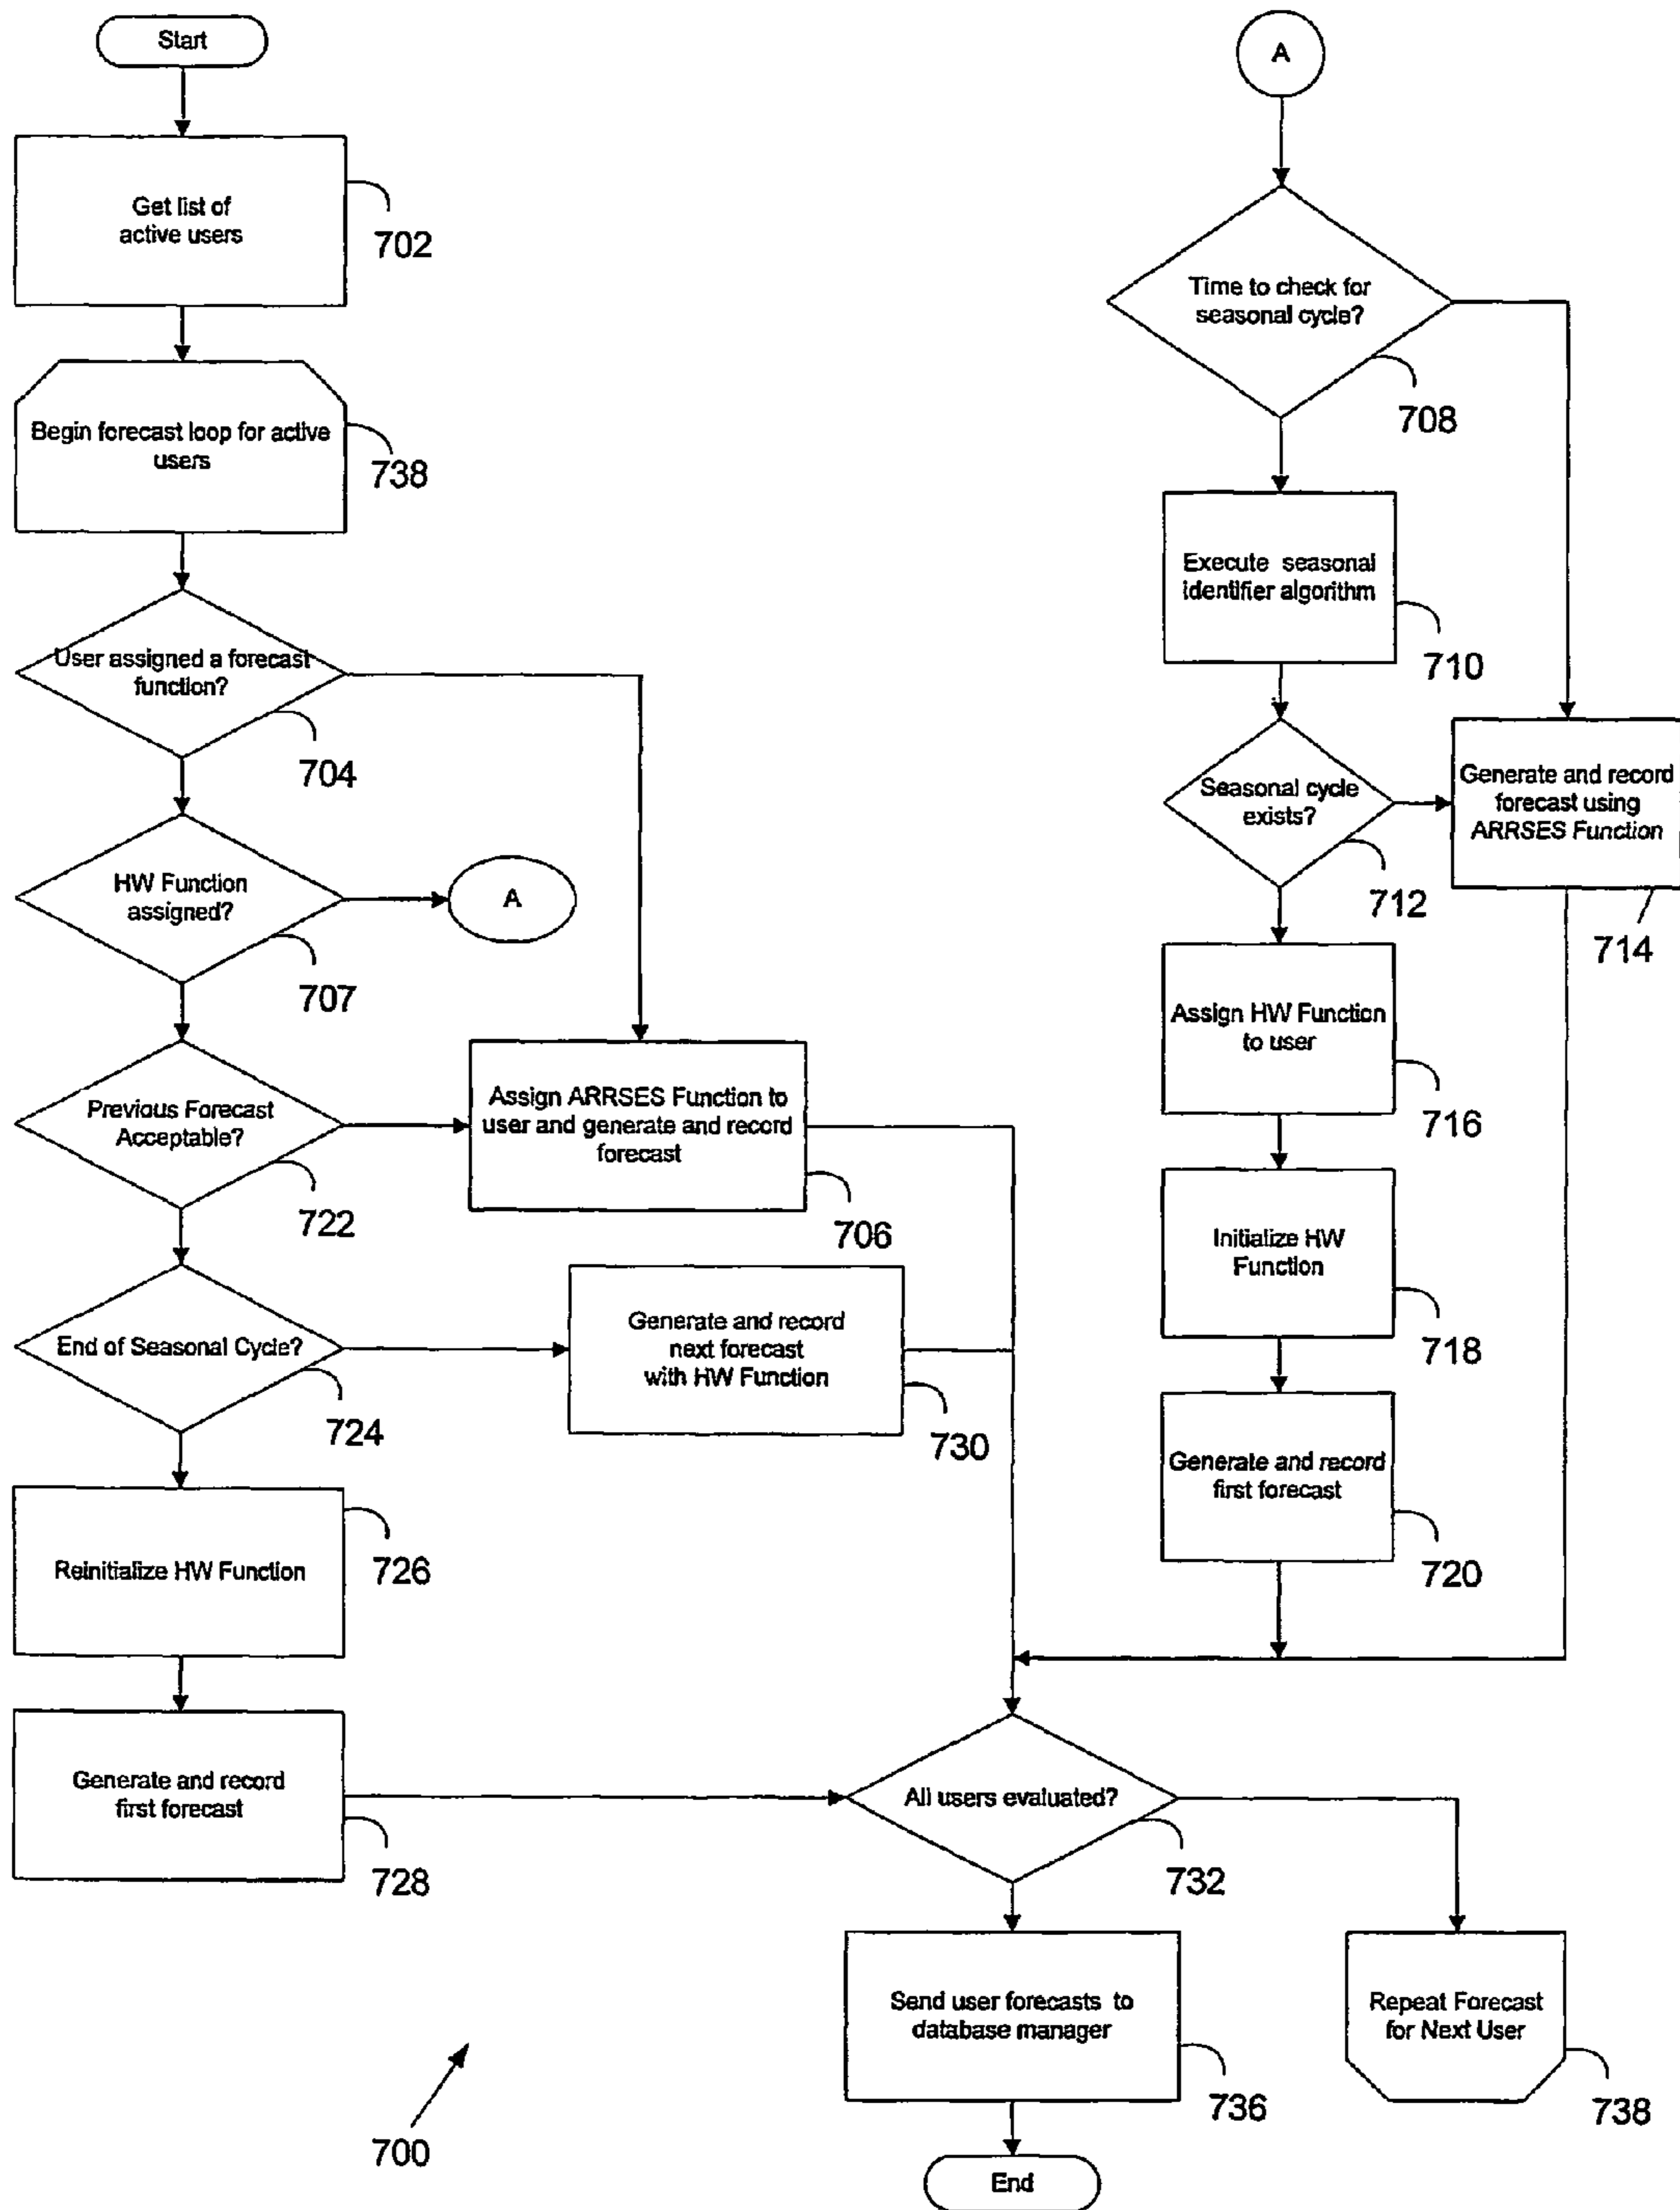 Start
Get list of
active users
702
Begin forecast loop for active
users
738
User assigned a forecast
function?
704
HW Function
assigned?
707
A
Previous Forecast
Acceptable?
722
Assign ARRSES Function to
user and generate and record
forecast
706
End of Seasonal Cycle?
724
Generate and record
next forecast
with HW Function
730
Reinitialize HW Function
726
Generate and record
first forecast
728
A
Time to check for
seasonal cycle?
708
Execute seasonal
identifier algorithm
710
Seasonal cycle
exists?
712
Generate and record
forecast using
ARRSES Function
714
Assign HW Function
to user
716
Initialize HW
Function
718
Generate and record
first forecast
720
All users evaluated?
732
Send user forecasts to
database manager
736
Repeat Forecast
for Next User
738
End
700